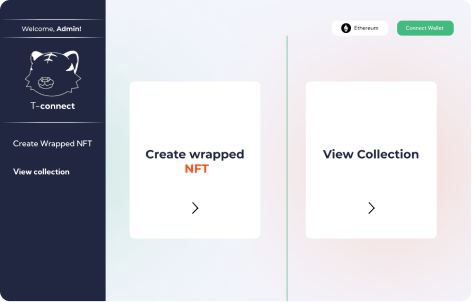 Welcome, Admin!
T-connect
Create Wrapped NFT
View collection
Ethereum
Connect Wallet
Create wrapped
NFT
View Collection